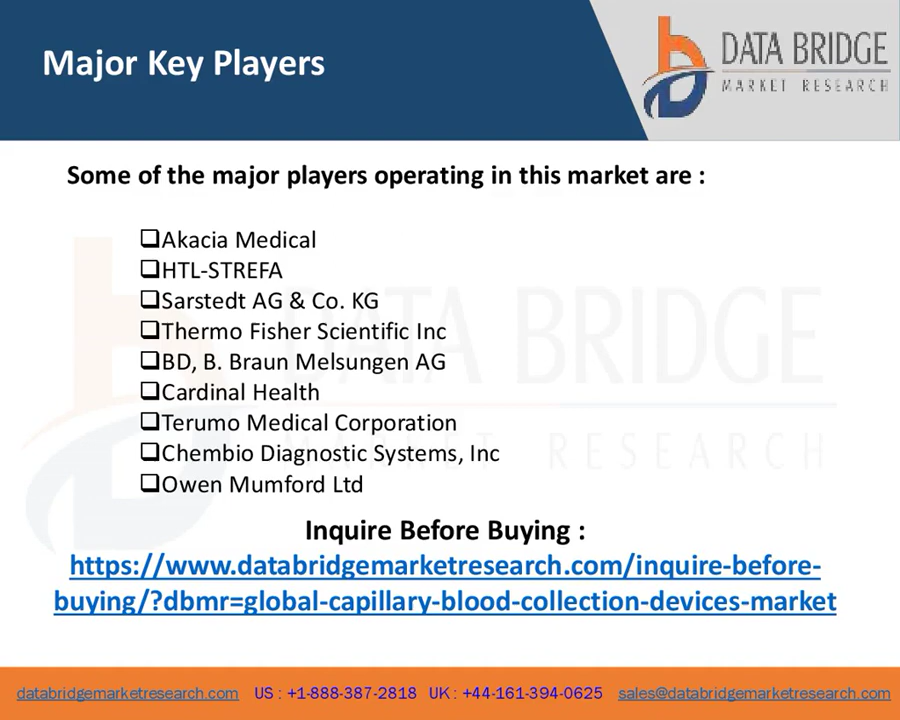 Major Key Players
DATA BRIDGE
MARKET RESEARCH
Some of the major players operating in this market are :
❑Akacia Medical
❑HTL-STREFA
❑Sarstedt AG & Co. KG
❑Thermo Fisher Scientific Inc
❑BD, B. Braun Melsungen AG
❑Cardinal Health
❑Terumo Medical Corporation
❑Chembio Diagnostic Systems, Inc
❑Owen Mumford Ltd
DATA BRIDGE
MARKET RESEARCH
Inquire Before Buying :
https://www.databridgemarketresearch.com/inquire-before-
buying/?dbmr=global-capillary-blood-collection-devices-market
databridgemarketresearch.com US : +1-888-387-2818 UK : +44-161-394-0625 sales@databridgemarketresearch.com